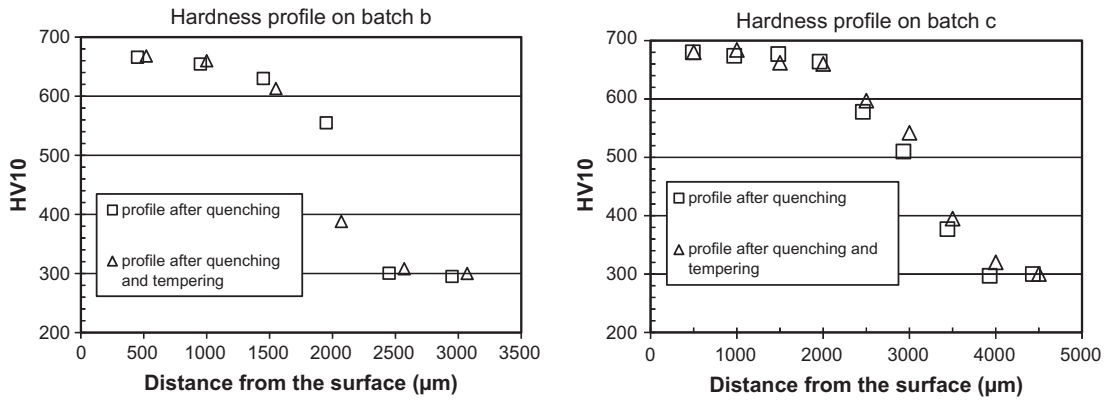 Hardness profile on batch b
700
600
500
400
300
200
HV10
profile after quenching
profile after quenching
and tempering
0 500 1000 1500 2000 2500 3000 3500
Distance from the surface (µm)
Hardness profile on batch c
700
600
500
400
300
200
HV10
profile after quenching
profile after quenching and
tempering
0 1000 2000 3000 4000 5000
Distance from the surface (µm)